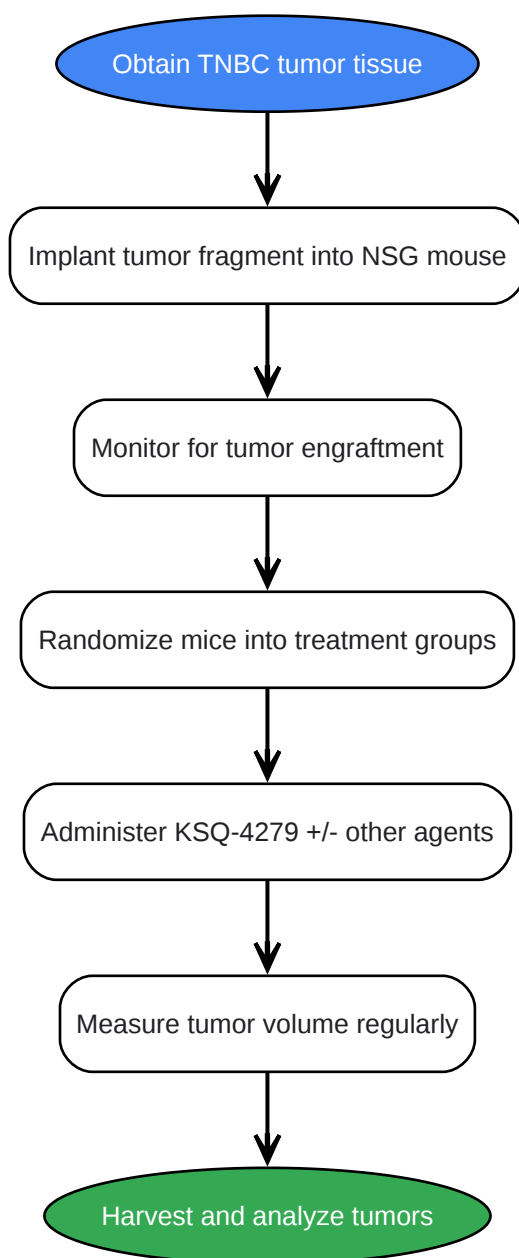 Obtain TNBC tumor tissue
Implant tumor fragment into NSG mouse
Monitor for tumor engraftment
Randomize mice into treatment groups
Administer KSQ-4279 +/- other agents
Measure tumor volume regularly
Harvest and analyze tumors